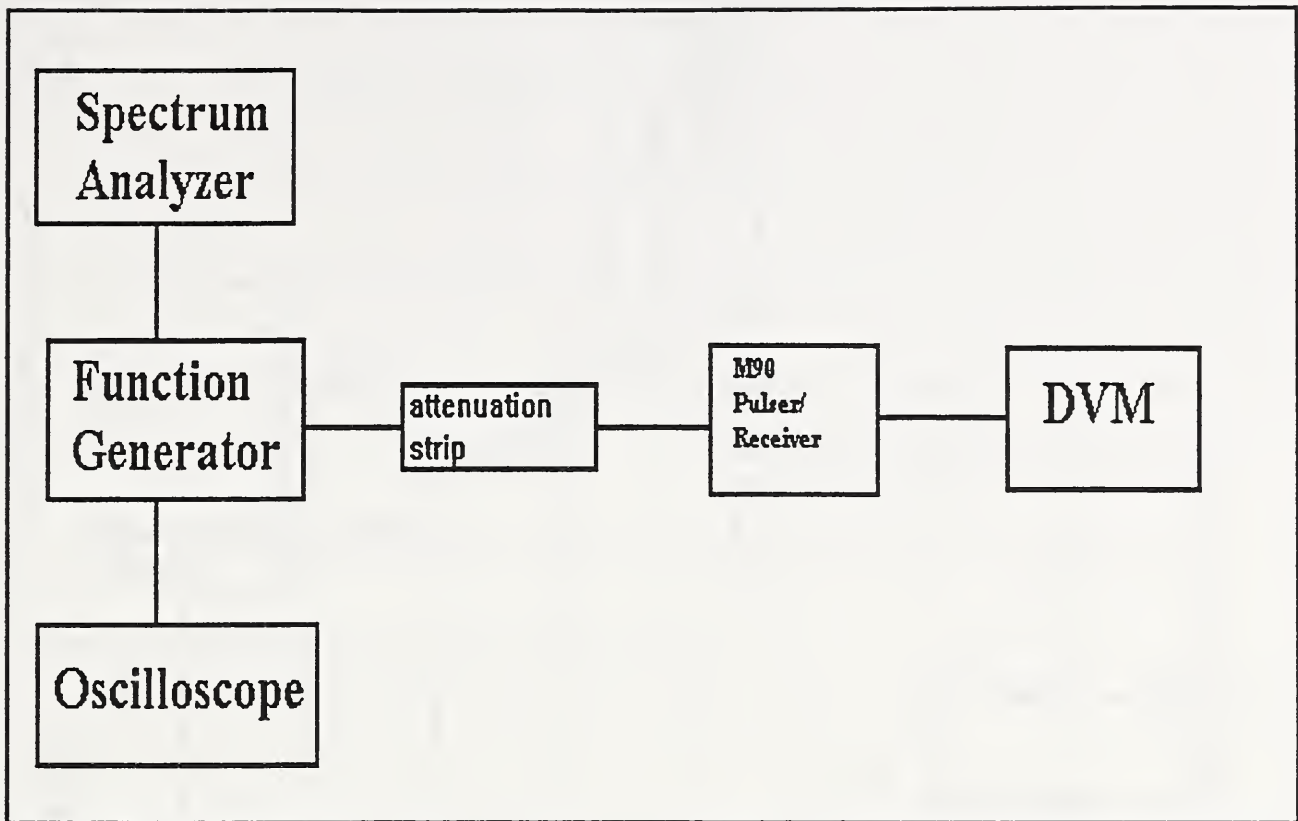 Spectrum
Analyzer
Function
Generator
attenuation
strip
M90
Pulser/
Receiver
DVM
Oscilloscope